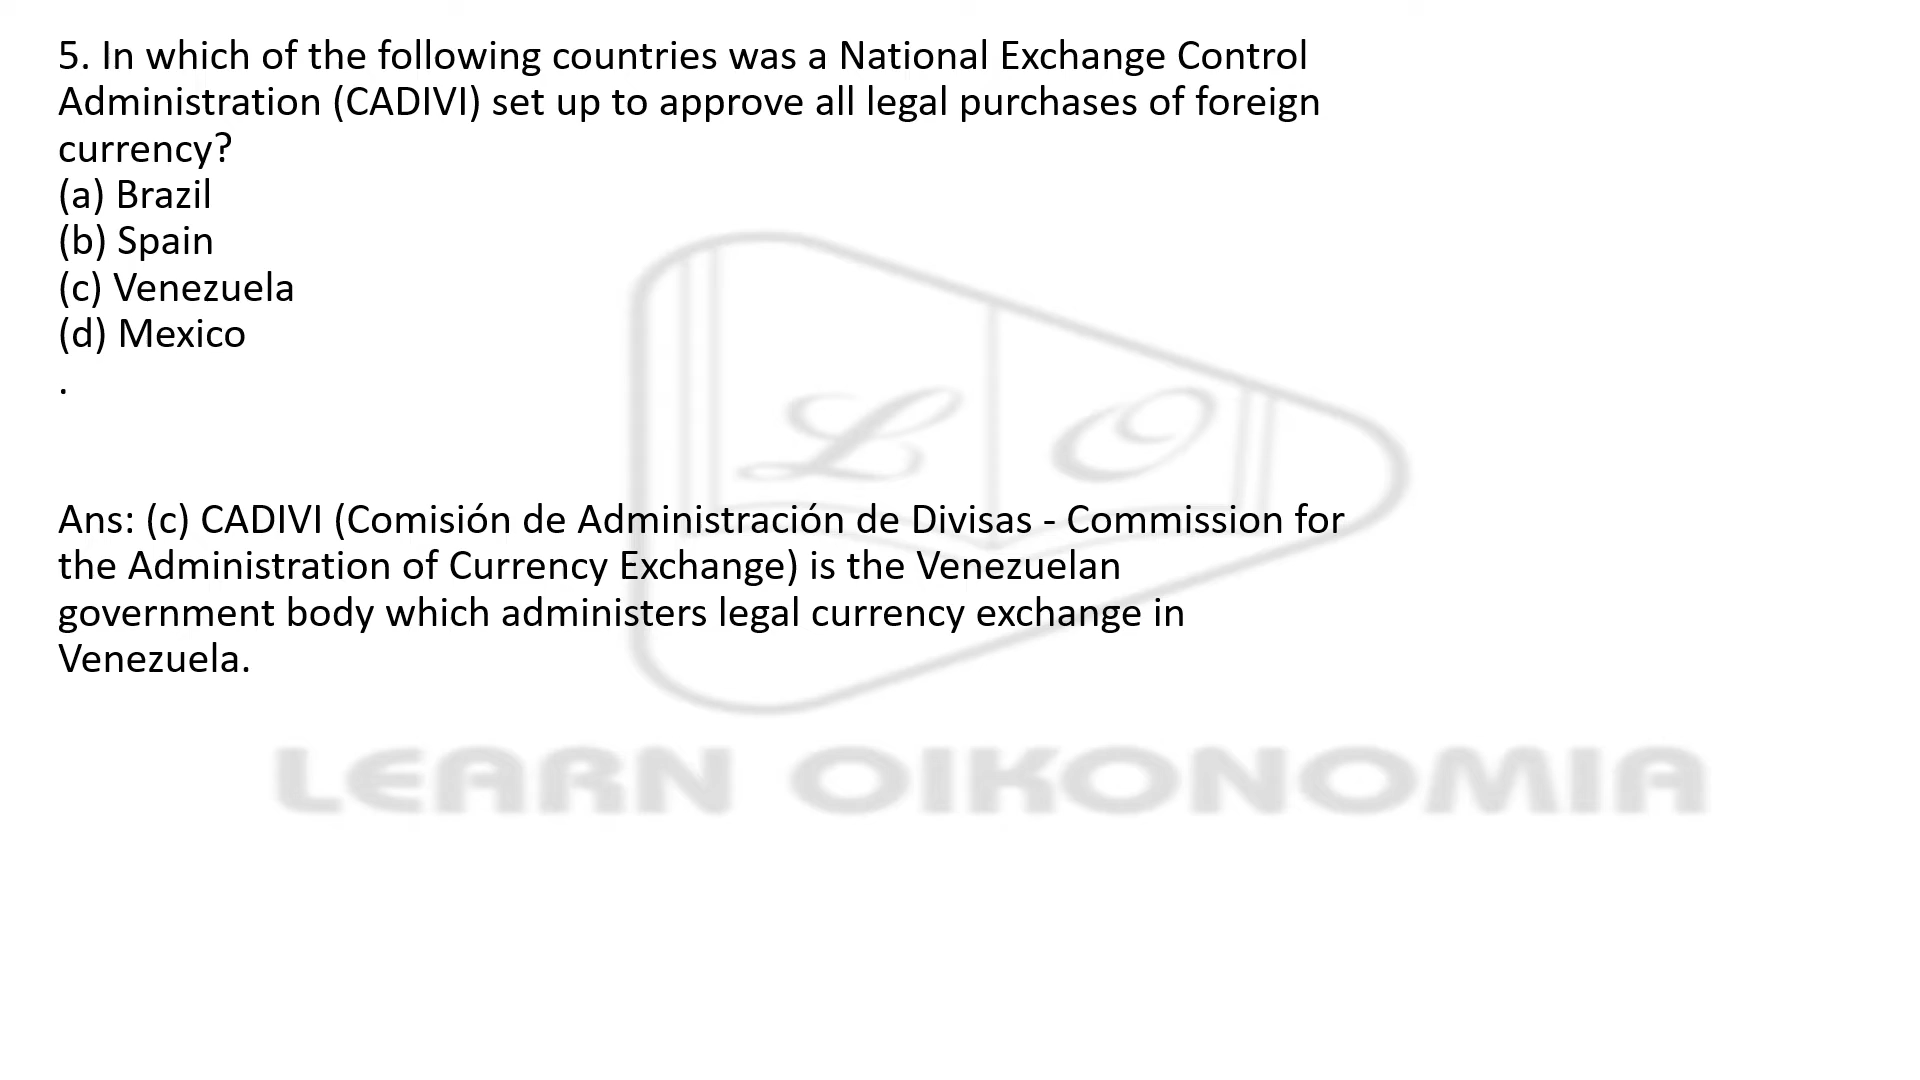 5. In which of the following countries was a National Exchange Control
Administration (CADIVI) set up to approve all legal purchases of foreign
currency?
(a) Brazil
(b) Spain
(c) Venezuela
(d) Mexico
.
L O
Ans: (c) CADIVI (Comisión de Administración de Divisas - Commission for
the Administration of Currency Exchange) is the Venezuelan
government body which administers legal currency exchange in
Venezuela.
LEARN OIKONOMIA